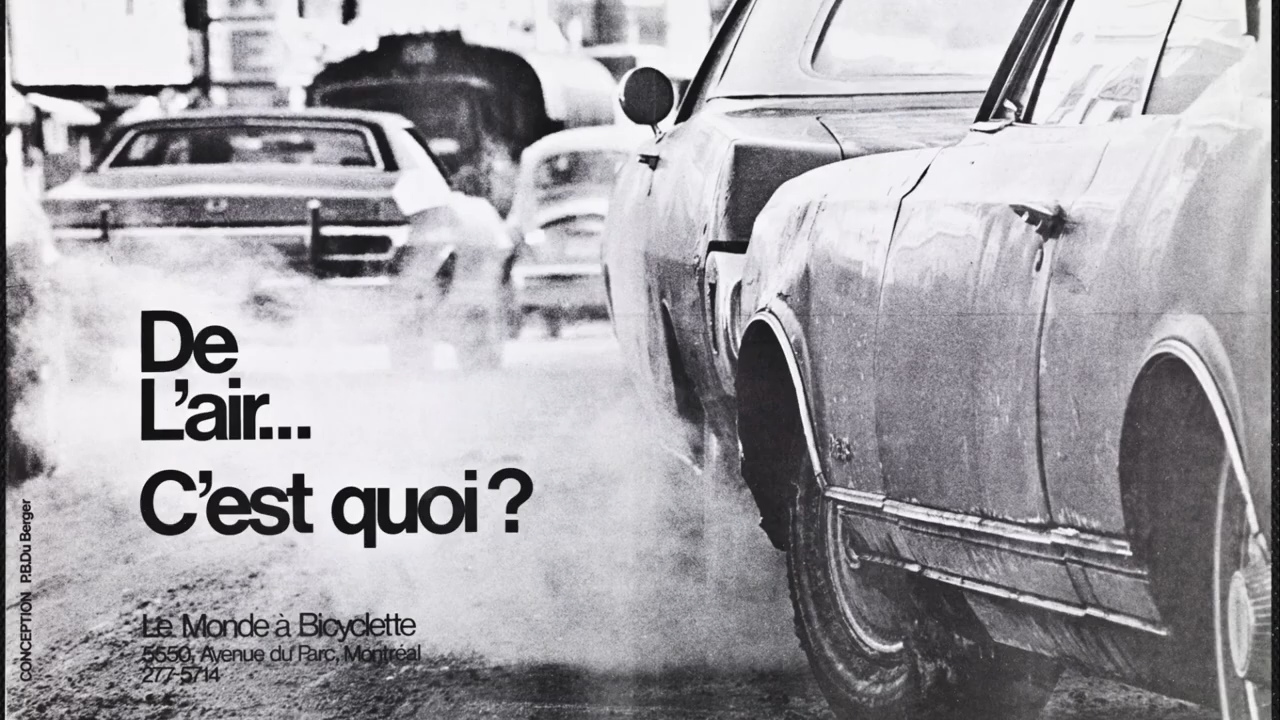 De
L'air...
C'est quoi ?
Le Monde à Bicyclette
5550, Avenue du Parc, Montréal
277-5714
CONCEPTION P.B.Du Berger